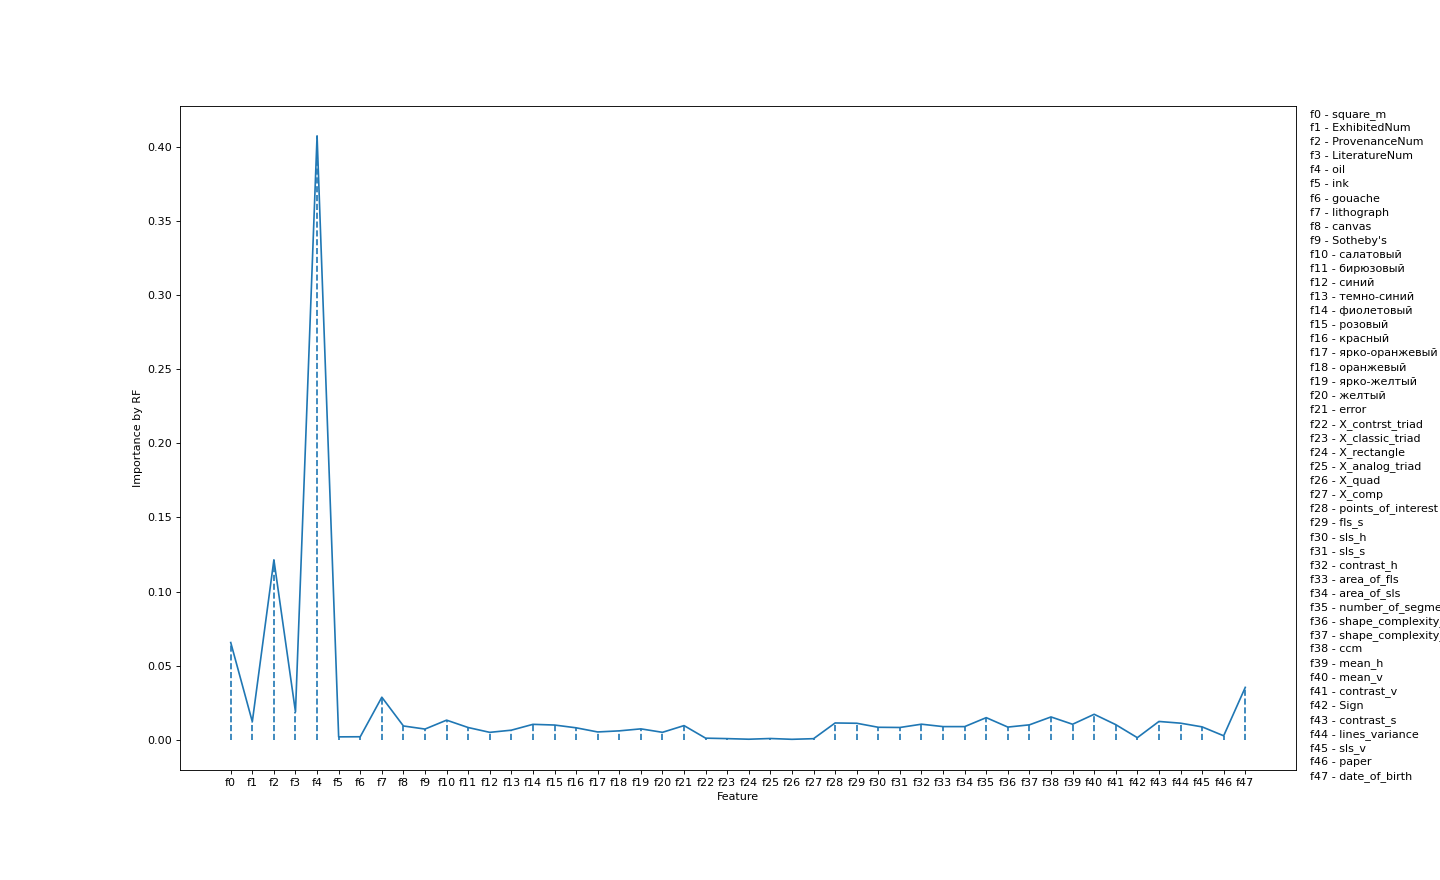 0.40
0.35
0.30
0.25
0.20
0.15
0.10
0.05
0.00
Importance by RF
f0 f1 f2 f3 f4 f5 f6 f7 f8 f9 f10 f11 f12 f13 f14 f15 f16 f17 f18 f19 f20 f21 f22 f23 f24 f25 f26 f27 f28 f29 f30 f31 f32 f33 f34 f35 f36 f37 f38 f39 f40 f41 f42 f43 f44 f45 f46 f47
Feature
f0 - square_m
f1 - ExhibitedNum
f2 - ProvenanceNum
f3 - LiteratureNum
f4 - oil
f5 - ink
f6 - gouache
f7 - lithograph
f8 - canvas
f9 - Sotheby's
f10 - салатовый
f11 - бирюзовый
f12 - синий
f13 - темно-синий
f14 - фиолетовый
f15 - розовый
f16 - красный
f17 - ярко-оранжевый
f18 - оранжевый
f19 - ярко-желтый
f20 - желтый
f21 - error
f22 - X_contrst_triad
f23 - X_classic_triad
f24 - X_rectangle
f25 - X_analog_triad
f26 - X_quad
f27 - X_comp
f28 - points_of_interest
f29 - fls_s
f30 - sls_h
f31 - sls_s
f32 - contrast_h
f33 - area_of_fls
f34 - area_of_sls
f35 - number_of_segme
f36 - shape_complexity_
f37 - shape_complexity_
f38 - ccm
f39 - mean_h
f40 - mean_v
f41 - contrast_v
f42 - Sign
f43 - contrast_s
f44 - lines_variance
f45 - sls_v
f46 - paper
f47 - date_of_birth